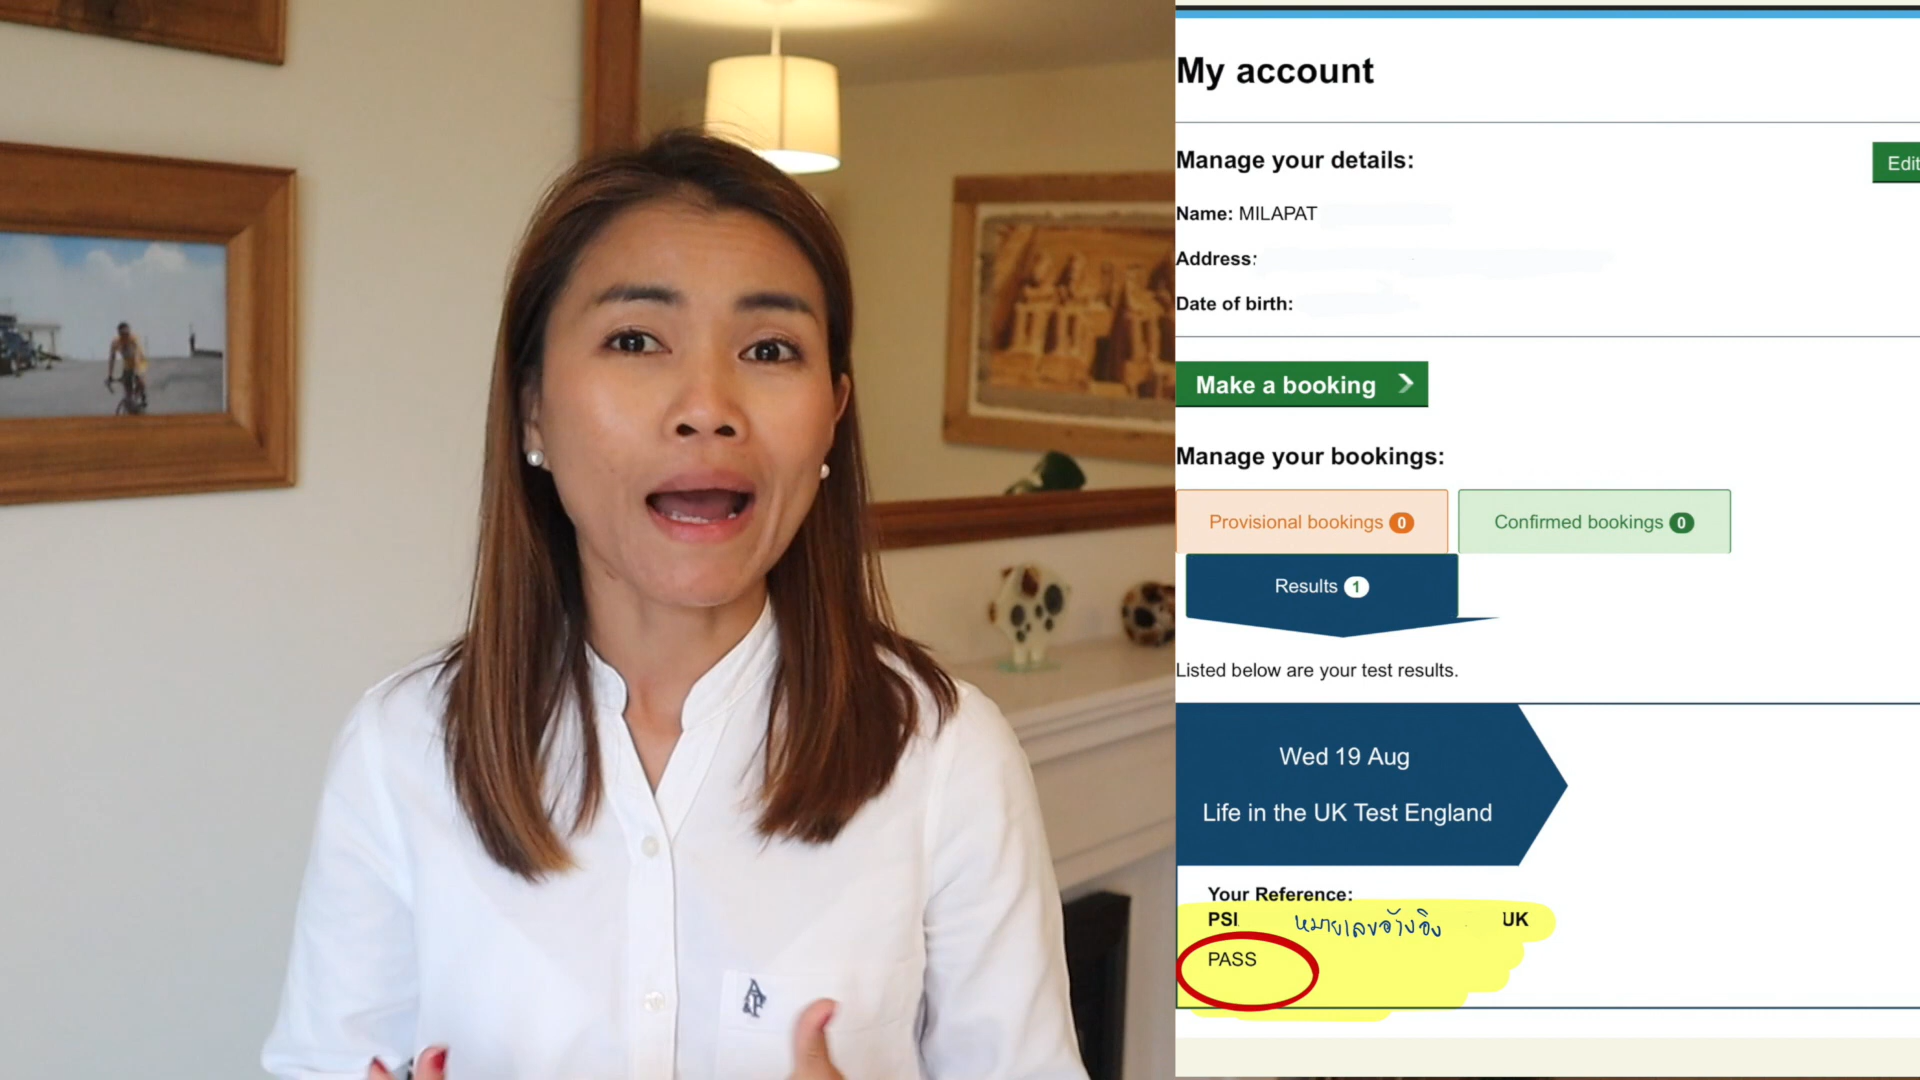 My account
Manage your details:
Edit
Name: MILAPAT
Address:
Date of birth:
Make a booking
Manage your bookings:
Provisional bookings 0
Confirmed bookings 0
Results 1
Listed below are your test results.
Wed 19 Aug
Life in the UK Test England
Your Reference:
PSI หมายเลขอ้างอิง UK
PASS
AF